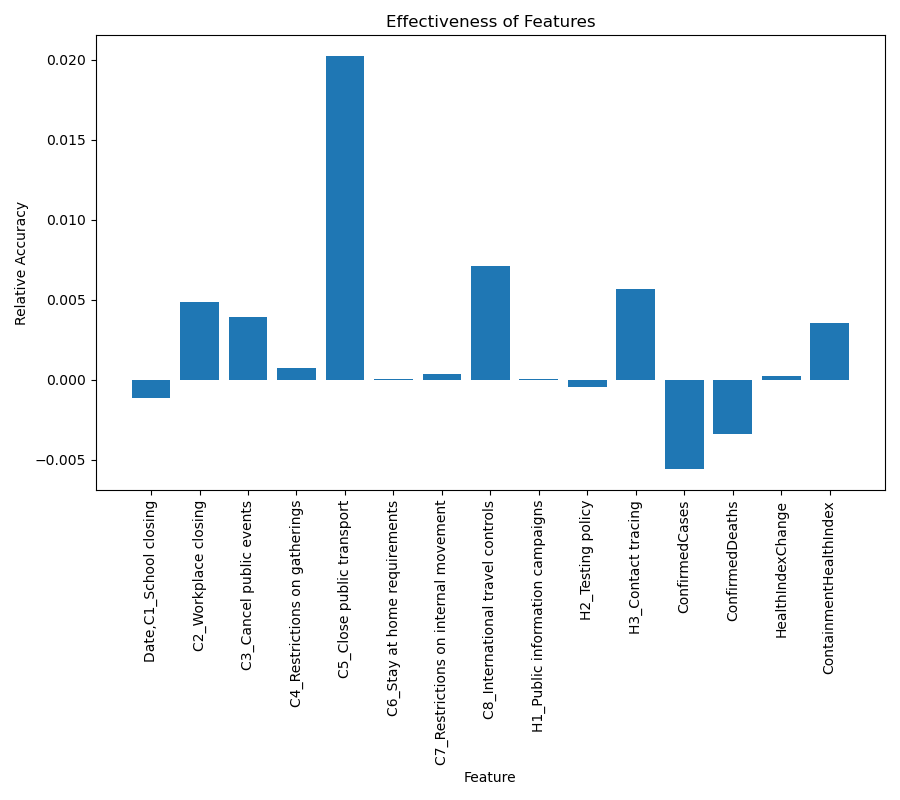 Effectiveness of Features
Relative Accuracy
0.020
0.015
0.010
0.005
0.000
−0.005
Date,C1_School closing
C2_Workplace closing
C3_Cancel public events
C4_Restrictions on gatherings
C5_Close public transport
C6_Stay at home requirements
C7_Restrictions on internal movement
C8_International travel controls
H1_Public information campaigns
H2_Testing policy
H3_Contact tracing
ConfirmedCases
ConfirmedDeaths
HealthIndexChange
ContainmentHealthIndex
Feature